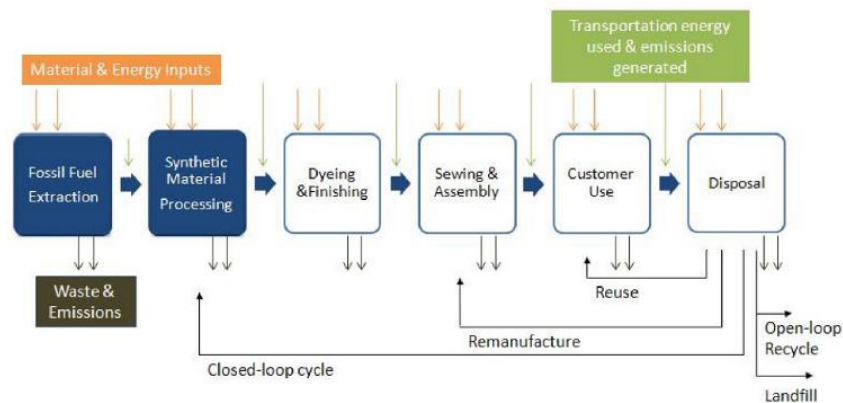 Material & Energy Inputs
Transportation energy
used & emissions
generated
Fossil Fuel
Extraction
Synthetic
Material
Processing
Dyeing
&Finishing
Sewing &
Assembly
Customer
Use
Disposal
Waste &
Emissions
Reuse
Remanufacture
Closed-loop cycle
Open-loop
Recycle
Landfill